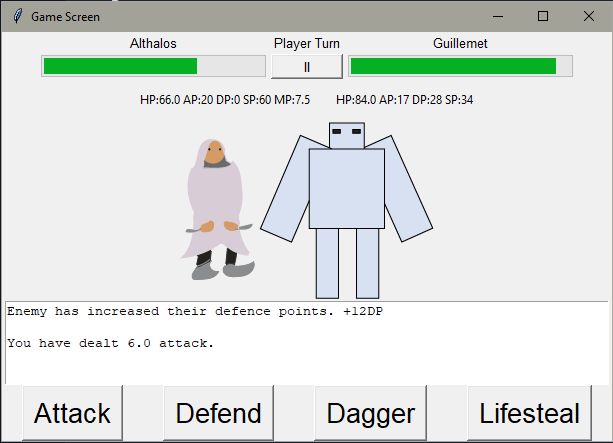 Game Screen
Althalos Player Turn Guillemet
II
HP:66.0 AP:20 DP:0 SP:60 MP:7.5 HP:84.0 AP:17 DP:28 SP:34
Enemy has increased their defence points. +12DP
You have dealt 6.0 attack.
Attack Defend Dagger Lifesteal